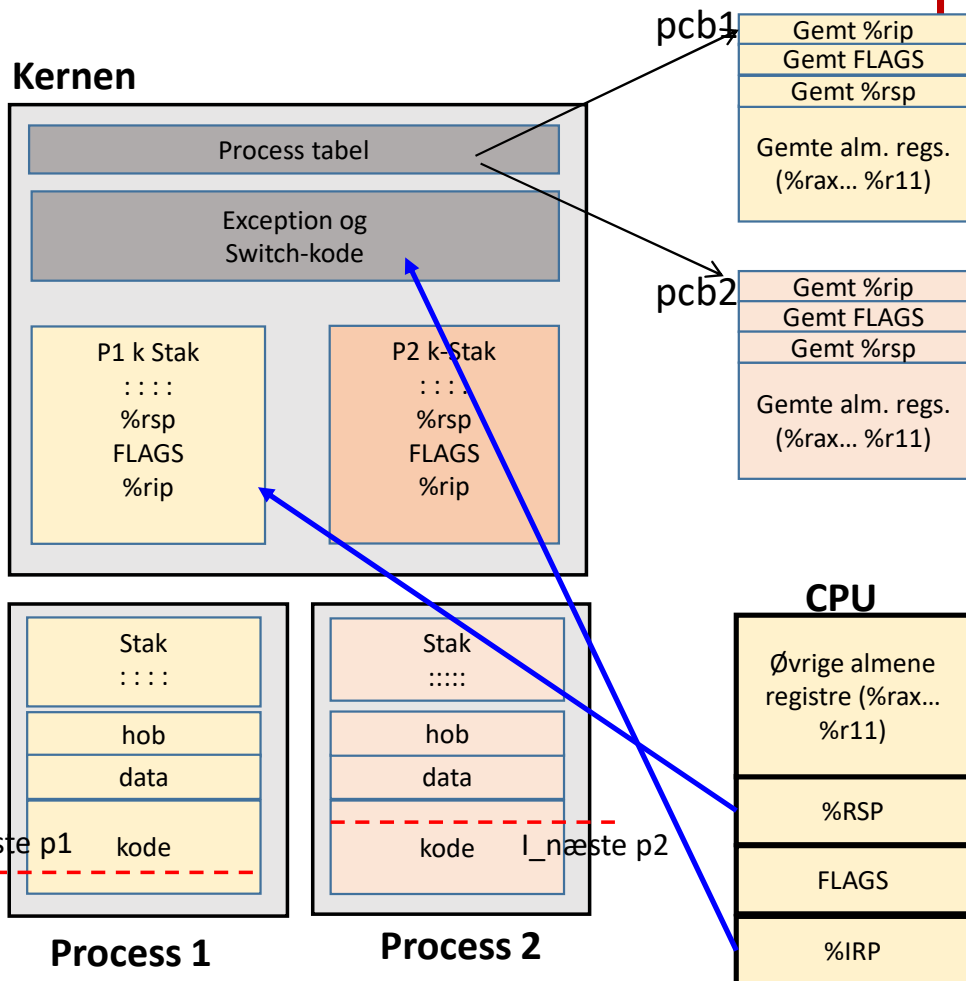 Kernen
Process tabel
Exception og
Switch-kode
P1 k Stak
: : : :
%rsp
FLAGS
%rip
P2 k-Stak
: : : :
%rsp
FLAGS
%rip
pcb1
Gemt %rip
Gemt FLAGS
Gemt %rsp
Gemte alm. regs.
(%rax... %r11)
pcb2
Gemt %rip
Gemt FLAGS
Gemt %rsp
Gemte alm. regs.
(%rax... %r11)
Stak
: : : :
hob
data
kode
p1
Process 1
Stak
:::::
hob
data
kode
I_næste p2
Process 2
CPU
Øvrige almene
registre (%rax...
%r11)
%RSP
FLAGS
%IRP